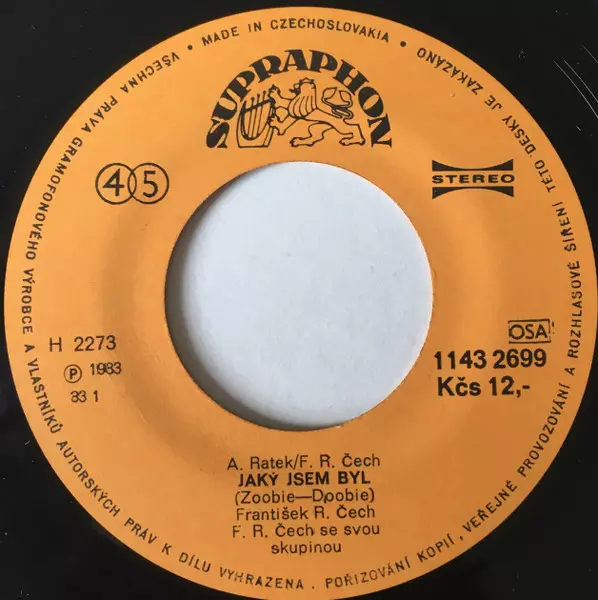 VŠECHNA PRÁVA GRAMOFONOVÉHO VÝROBCE A VLASTNÍKŮ AUTORSKÝCH PRÁV K DÍLU VYHRAZENA . POŘIZOVÁNÍ KOPIÍ , VEŘEJNÉ PROVOZOVÁNÍ A ROZHLASOVÉ ŠÍŘENÍ TÉTO DESKY JE ZAKÁZÁNO
• MADE IN CZECHOSLOVAKIA •
SUPRAPHON
45
STEREO
H 2273
℗ 1983
33 1
OSA
1143 2699
Kčs 12,-
A. Ratek/F. R. Čech
JAKÝ JSEM BYL
(Zoobie—Doobie)
František R. Čech
F. R. Čech se svou
skupinou